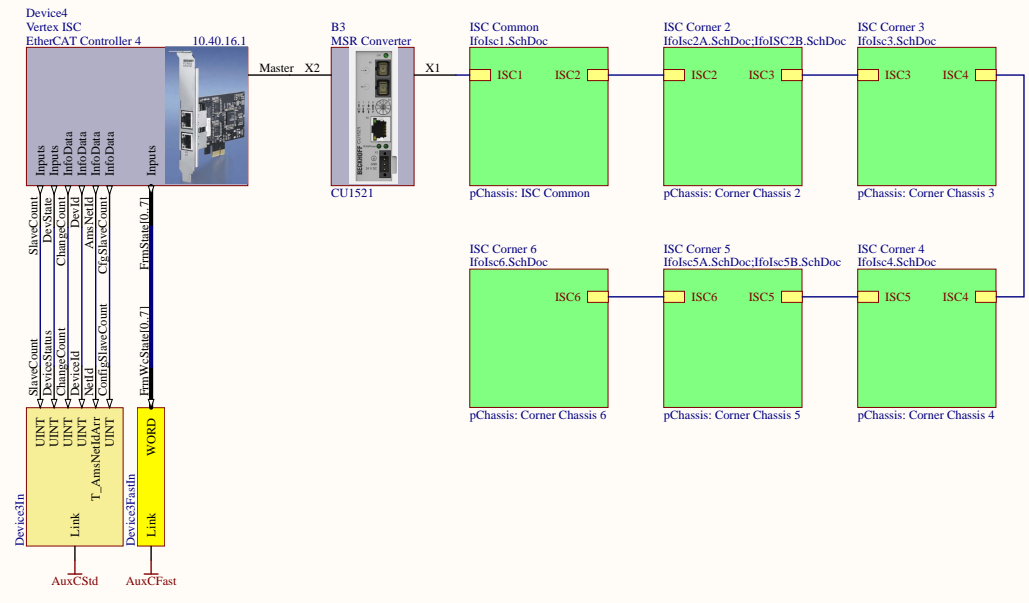 Device4
Vertex ISC
EtherCAT Controller 4 10.40.16.1
B3
MSR Converter
ISC Common
IfoIsc1.SchDoc
ISC Corner 2
IfoIsc2A.SchDoc;IfoISC2B.SchDoc
ISC Corner 3
IfoIsc3.SchDoc
Master X2
X1
ISC1 ISC2
ISC2 ISC3
ISC3 ISC4
Inputs
Inputs
InfoData
InfoData
InfoData
InfoData
Inputs
BECKHOFF
CU1521
pChassis: ISC Common
pChassis: Corner Chassis 2
pChassis: Corner Chassis 3
SlaveCount
DevState
ChangeCount
DevId
AmsNetId
CfgSlaveCount
FrmState[0..7]
ISC Corner 6
IfoIsc6.SchDoc
ISC Corner 5
IfoIsc5A.SchDoc;IfoIsc5B.SchDoc
ISC Corner 4
IfoIsc4.SchDoc
ISC6
ISC6 ISC5
ISC5 ISC4
SlaveCount
DeviceStatus
ChangeCount
DeviceId
NetId
ConfigSlaveCount
FrmWcState[0..7]
pChassis: Corner Chassis 6
pChassis: Corner Chassis 5
pChassis: Corner Chassis 4
UINT
UINT
UINT
UINT
T_AmsNetIdArr
UINT
WORD
Device3In
Link
Device3FastIn
Link
AuxCStd
AuxCFast